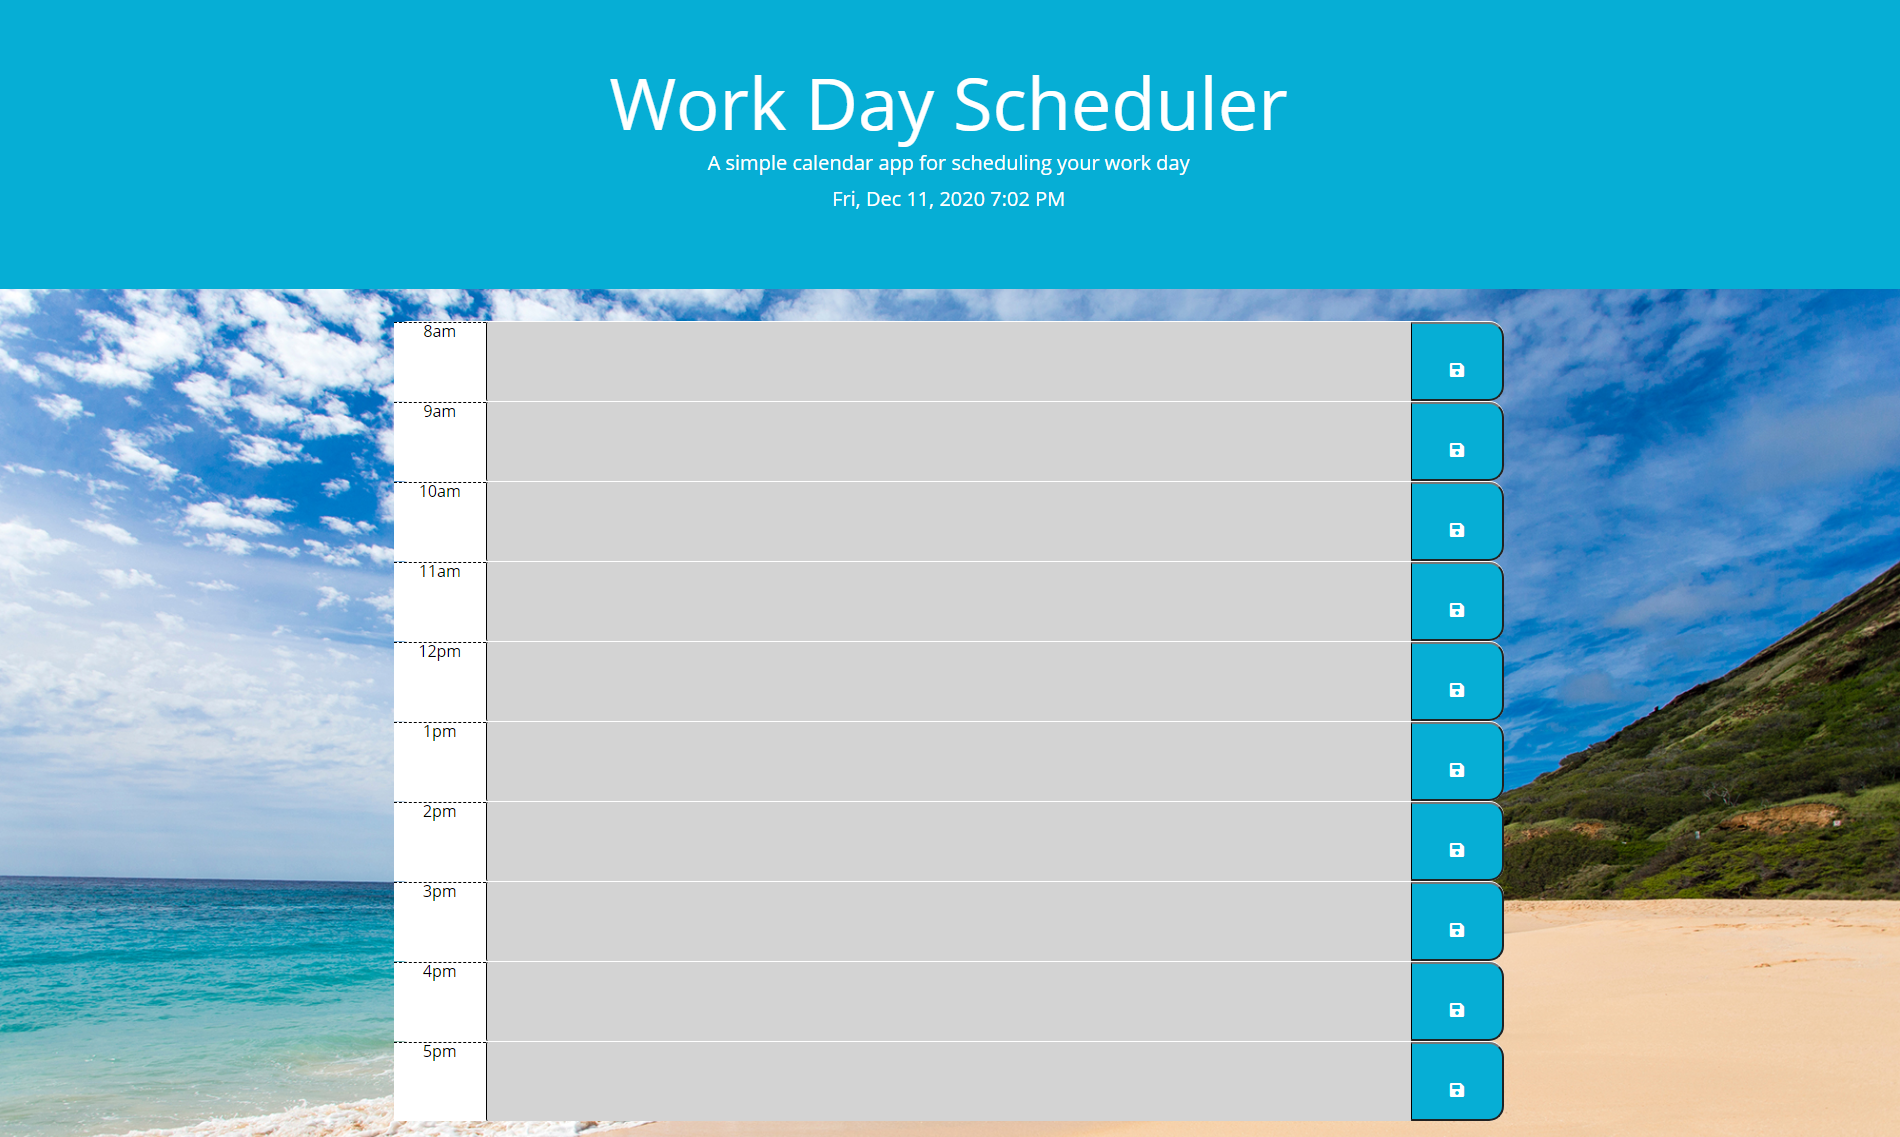 Work Day Scheduler
A simple calendar app for scheduling your work day
Fri, Dec 11, 2020 7:02 PM
8am
9am
10am
11am
12pm
1pm
2pm
3pm
4pm
5pm